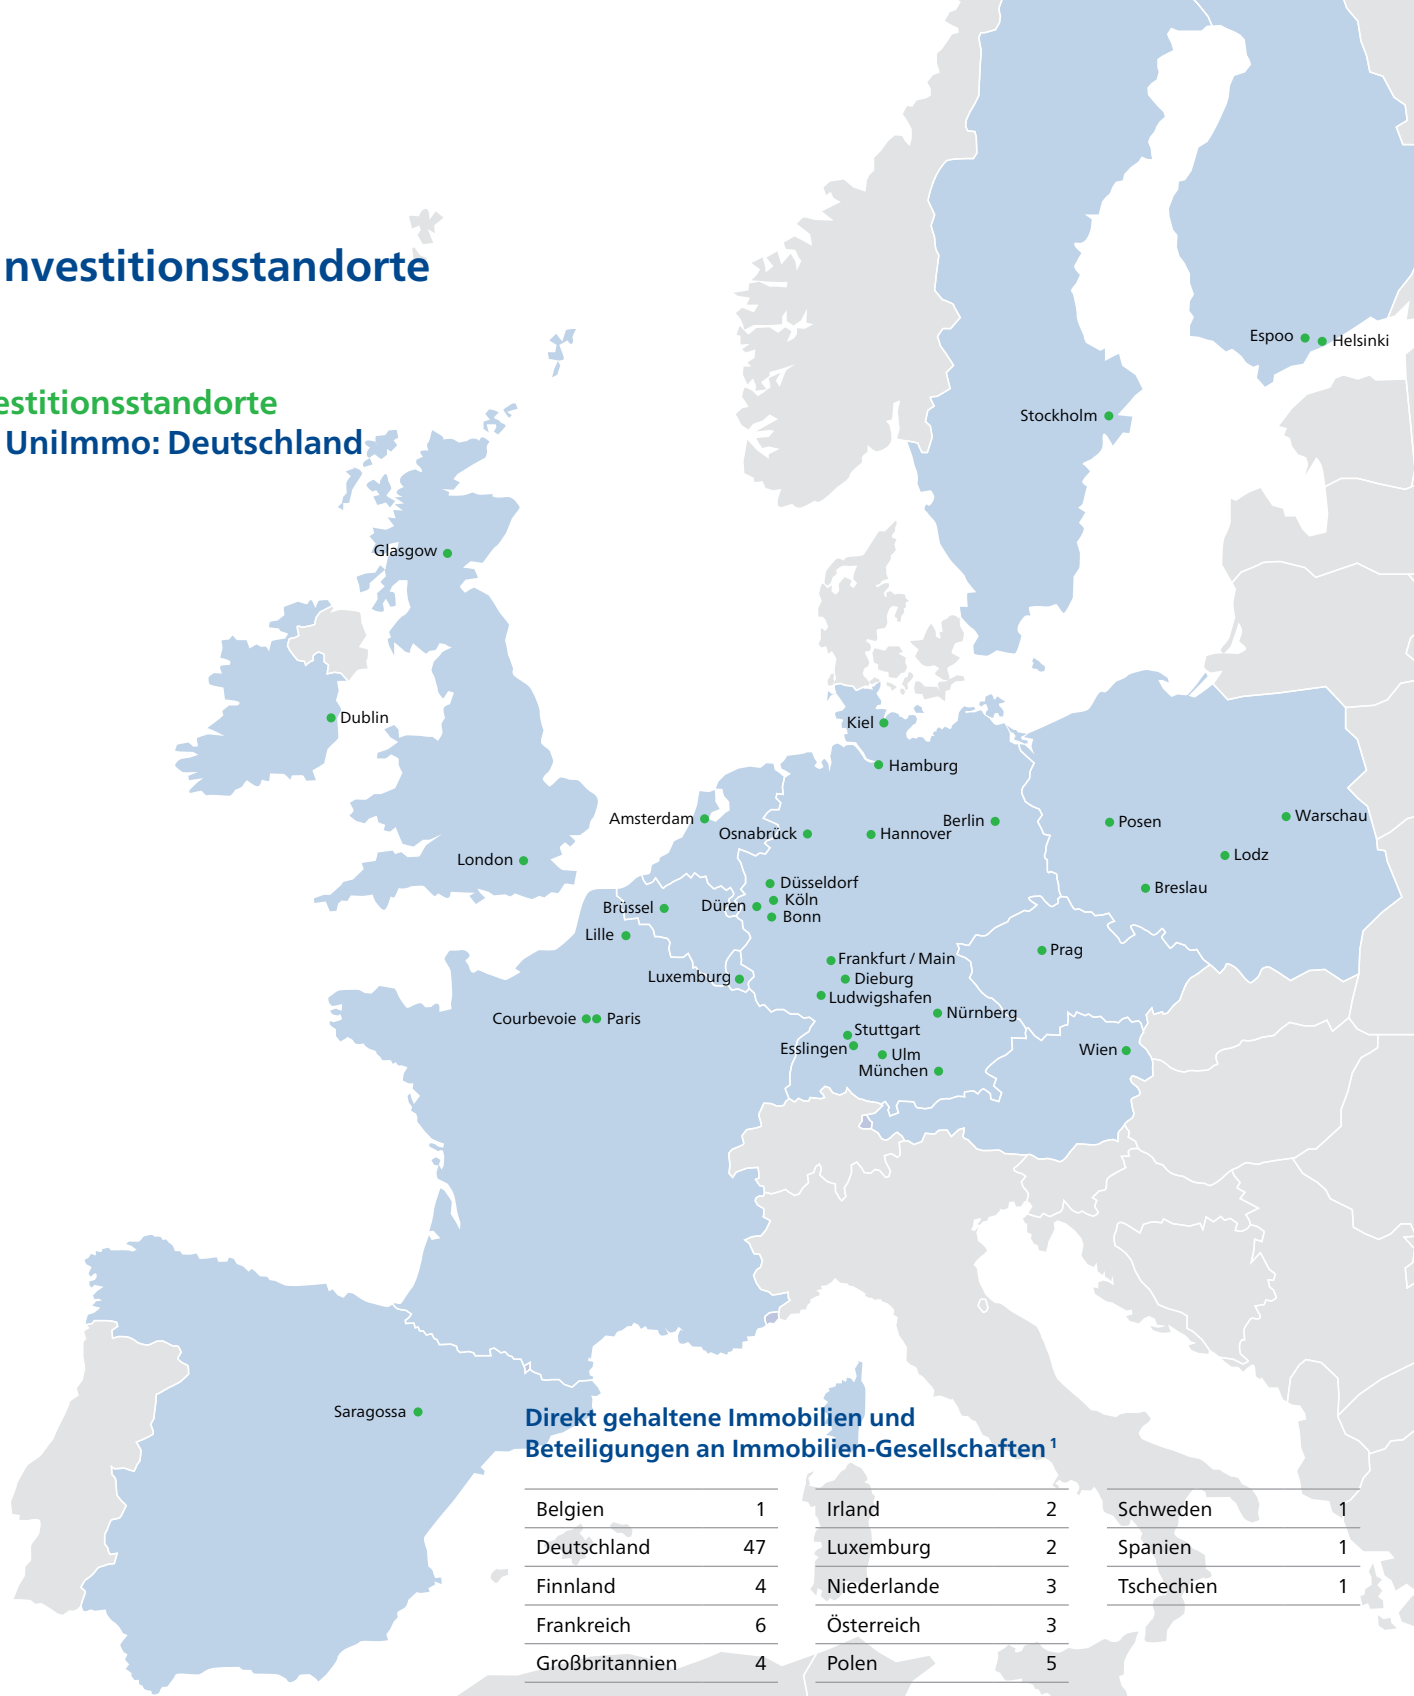 nvestitionsstandorte
estitionsstandorte
UniImmo: Deutschland
Espoo
Helsinki
Stockholm
Glasgow
Dublin
Kiel
Hamburg
Amsterdam
Osnabrück
Hannover
Berlin
Posen
Warschau
London
Lodz
Düsseldorf
Köln
Bonn
Düren
Breslau
Brüssel
Lille
Prag
Frankfurt / Main
Luxemburg
Dieburg
Ludwigshafen
Nürnberg
Courbevoie
Paris
Stuttgart
Esslingen
Ulm
München
Wien
Saragossa
Direkt gehaltene Immobilien und
Beteiligungen an Immobilien-Gesellschaften 1
Belgien 1
Deutschland 47
Finnland 4
Frankreich 6
Großbritannien 4
Irland 2
Luxemburg 2
Niederlande 3
Österreich 3
Polen 5
Schweden 1
Spanien 1
Tschechien 1